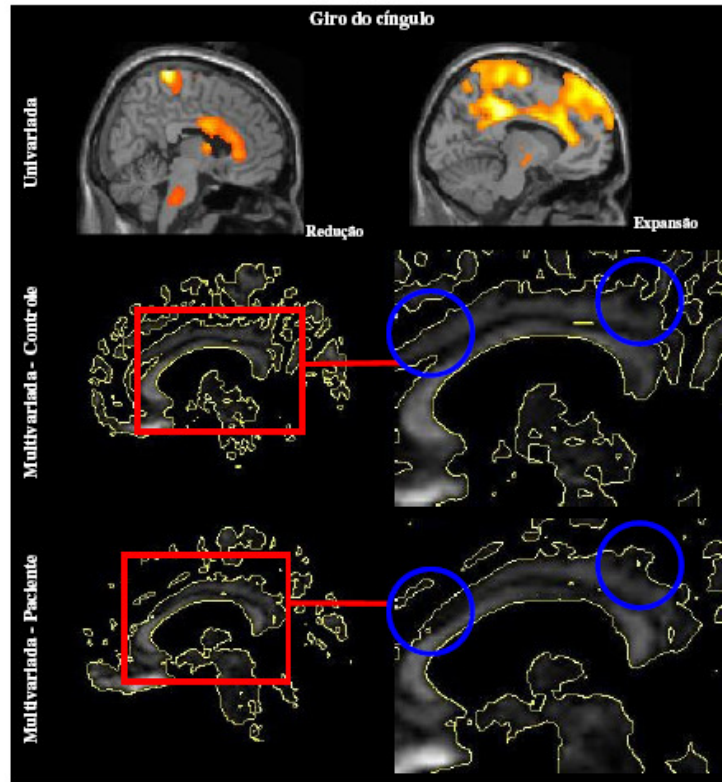 Giro do cíngulo
Univariada
Redução
Expansão
Multivariada - Controle
Multivariada - Paciente